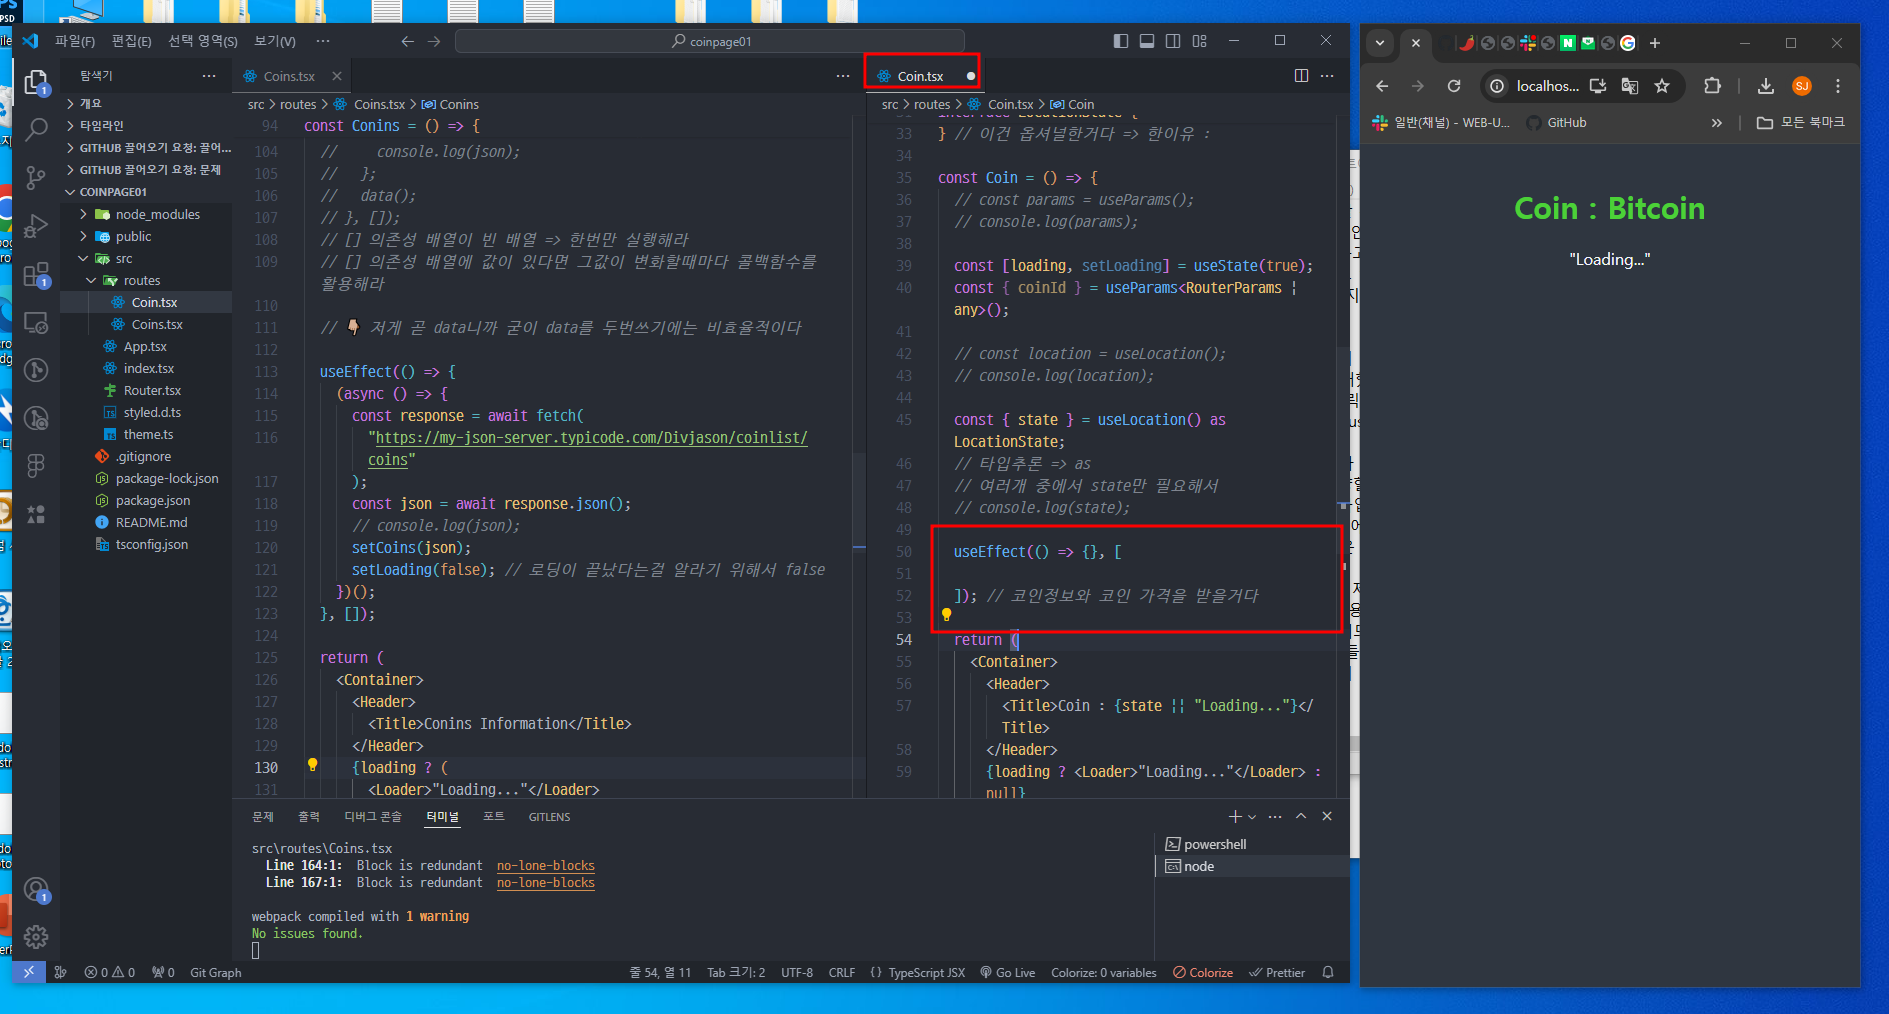 파일(F) 편집(E) 선택 영역(S) 보기(V) ··· coinpage01
탐색기
개요
타임라인
GITHUB 끌어오기 요청: 끌어...
GITHUB 끌어오기 요청: 문제
COINPAGE01
node_modules
public
src
routes
Coin.tsx
Coins.tsx
App.tsx
index.tsx
Router.tsx
styled.d.ts
theme.ts
.gitignore
package-lock.json
package.json
README.md
tsconfig.json
Coins.tsx
src > routes > Coins.tsx > Conins
94 const Conins = () => {
104 //     console.log(json);
105 //   };
106 //   data();
107 // }, []);
108 // [] 의존성 배열이 빈 배열 => 한번만 실행해라
109 // [] 의존성 배열에 값이 있다면 그값이 변화할때마다 콜백함수를
활용해라
110
111 // 👇🏻 저게 곧 data니까 굳이 data를 두번쓰기에는 비효율적이다
112
113 useEffect(() => {
114 (async () => {
115 const response = await fetch(
116 "https://my-json-server.typicode.com/Divjason/coinlist/
coins"
117 );
118 const json = await response.json();
119 // console.log(json);
120 setCoins(json);
121 setLoading(false); // 로딩이 끝났다는걸 알라기 위해서 false
122 })();
123 }, []);
124
125 return (
126 <Container>
127 <Header>
128 <Title>Conins Information</Title>
129 </Header>
130 {loading ? (
131 <Loader>"Loading..."</Loader>
Coin.tsx
src > routes > Coin.tsx > Coin
31 interface LocationState {
33 } // 이건 옵셔널한거다 => 한이유 :
34
35 const Coin = () => {
36 // const params = useParams();
37 // console.log(params);
38
39 const [loading, setLoading] = useState(true);
40 const { coinId } = useParams<RouterParams |
any>();
41
42 // const location = useLocation();
43 // console.log(location);
44
45 const { state } = useLocation() as
LocationState;
46 // 타입추론 => as
47 // 여러개 중에서 state만 필요해서
48 // console.log(state);
49
50 useEffect(() => {}, [
51
52 ]); // 코인정보와 코인 가격을 받을거다
53
54 return (
55 <Container>
56 <Header>
57 <Title>Coin : {state || "Loading..."}</
Title>
58 </Header>
59 {loading ? <Loader>"Loading..."</Loader> :
null}
문제 출력 디버그 콘솔 터미널 포트 GITLENS
src\routes\Coins.tsx
Line 164:1:  Block is redundant  no-lone-blocks
Line 167:1:  Block is redundant  no-lone-blocks
webpack compiled with 1 warning
No issues found.
powershell
node
0 0 0 Git Graph 줄 54, 열 11 Tab 크기: 2 UTF-8 CRLF {} TypeScript JSX Go Live Colorize: 0 variables Colorize Prettier
localhos...
SJ
일반(채널) - WEB-U... GitHub » 모든 북마크
Coin : Bitcoin
"Loading..."